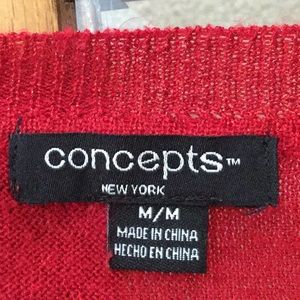 concepts™
NEW YORK
M/M
MADE IN CHINA
HECHO EN CHINA